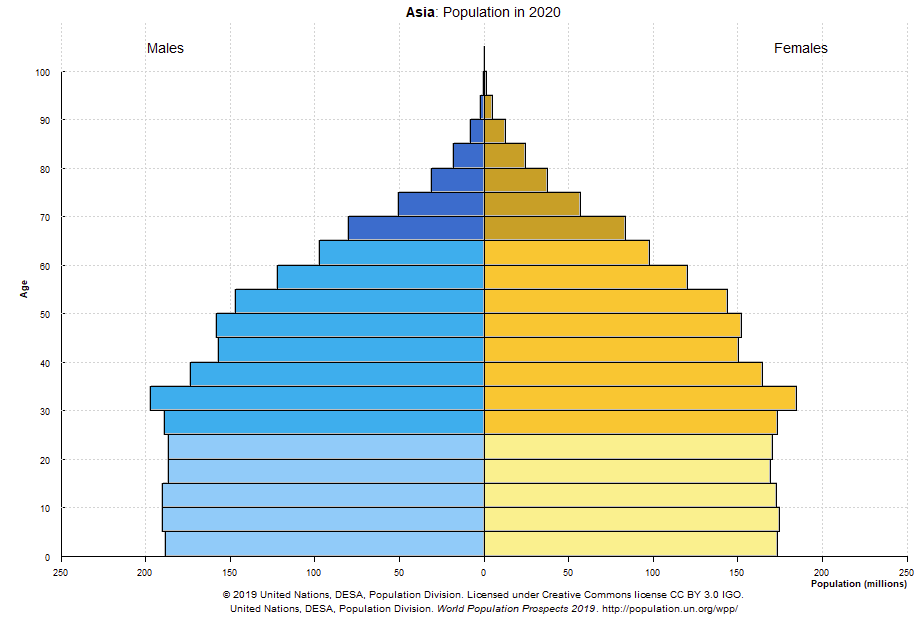 Asia: Population in 2020
Males
Females
100
90
80
70
60
50
40
30
20
10
0
Age
250 200 150 100 50 0 50 100 150 200 250
Population (millions)
© 2019 United Nations, DESA, Population Division. Licensed under Creative Commons license CC BY 3.0 IGO.
United Nations, DESA, Population Division. World Population Prospects 2019. http://population.un.org/wpp/